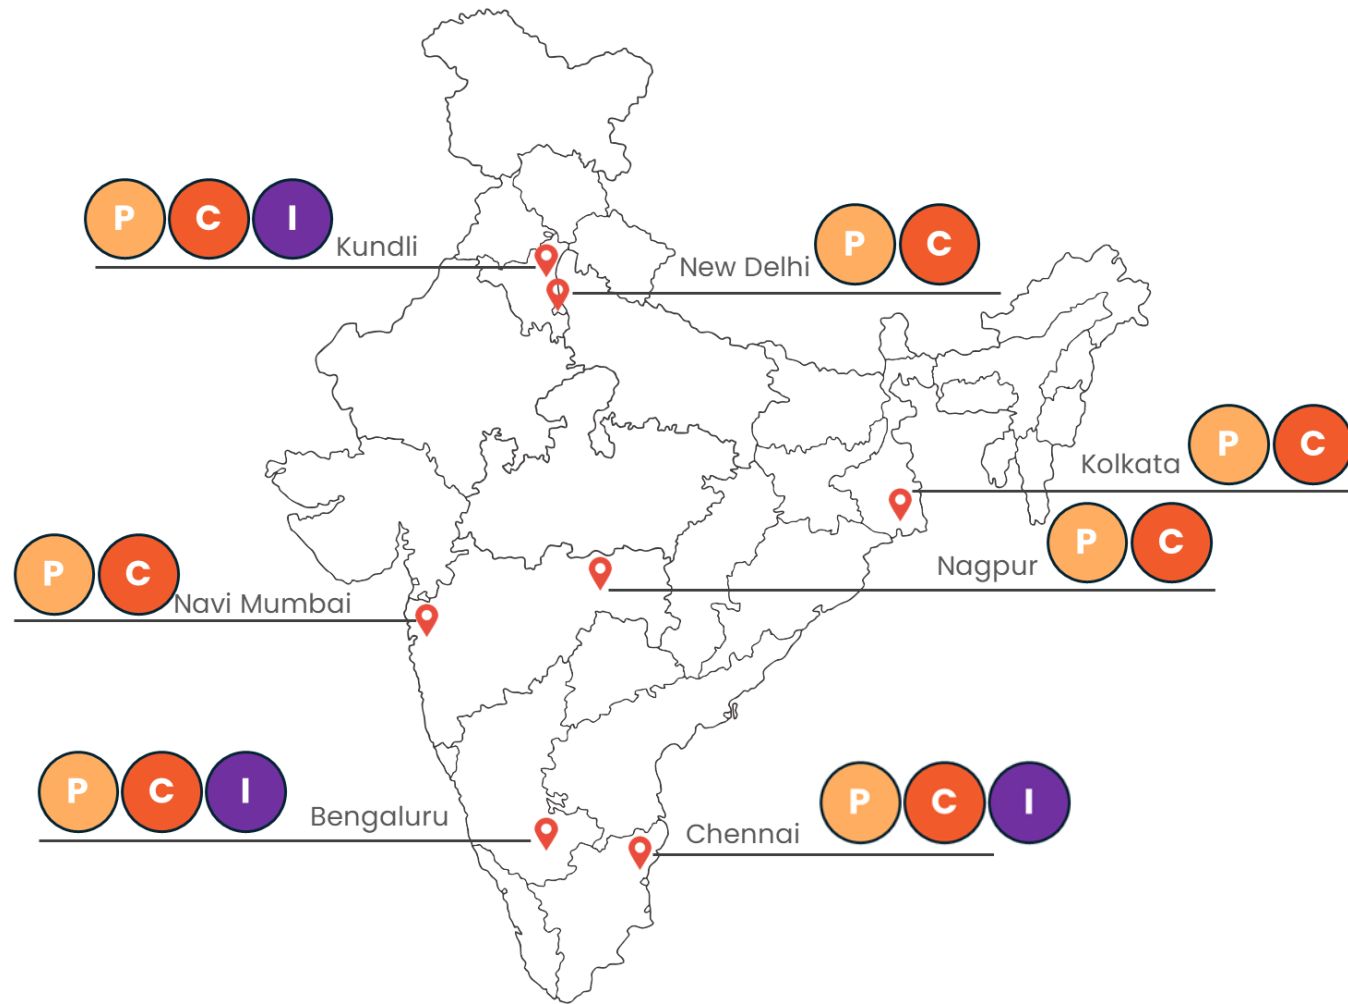 P C I
Kundli
New Delhi
P C
Kolkata
P C
Nagpur
P C
P C
Navi Mumbai
P C I
Bengaluru
Chennai
P C I